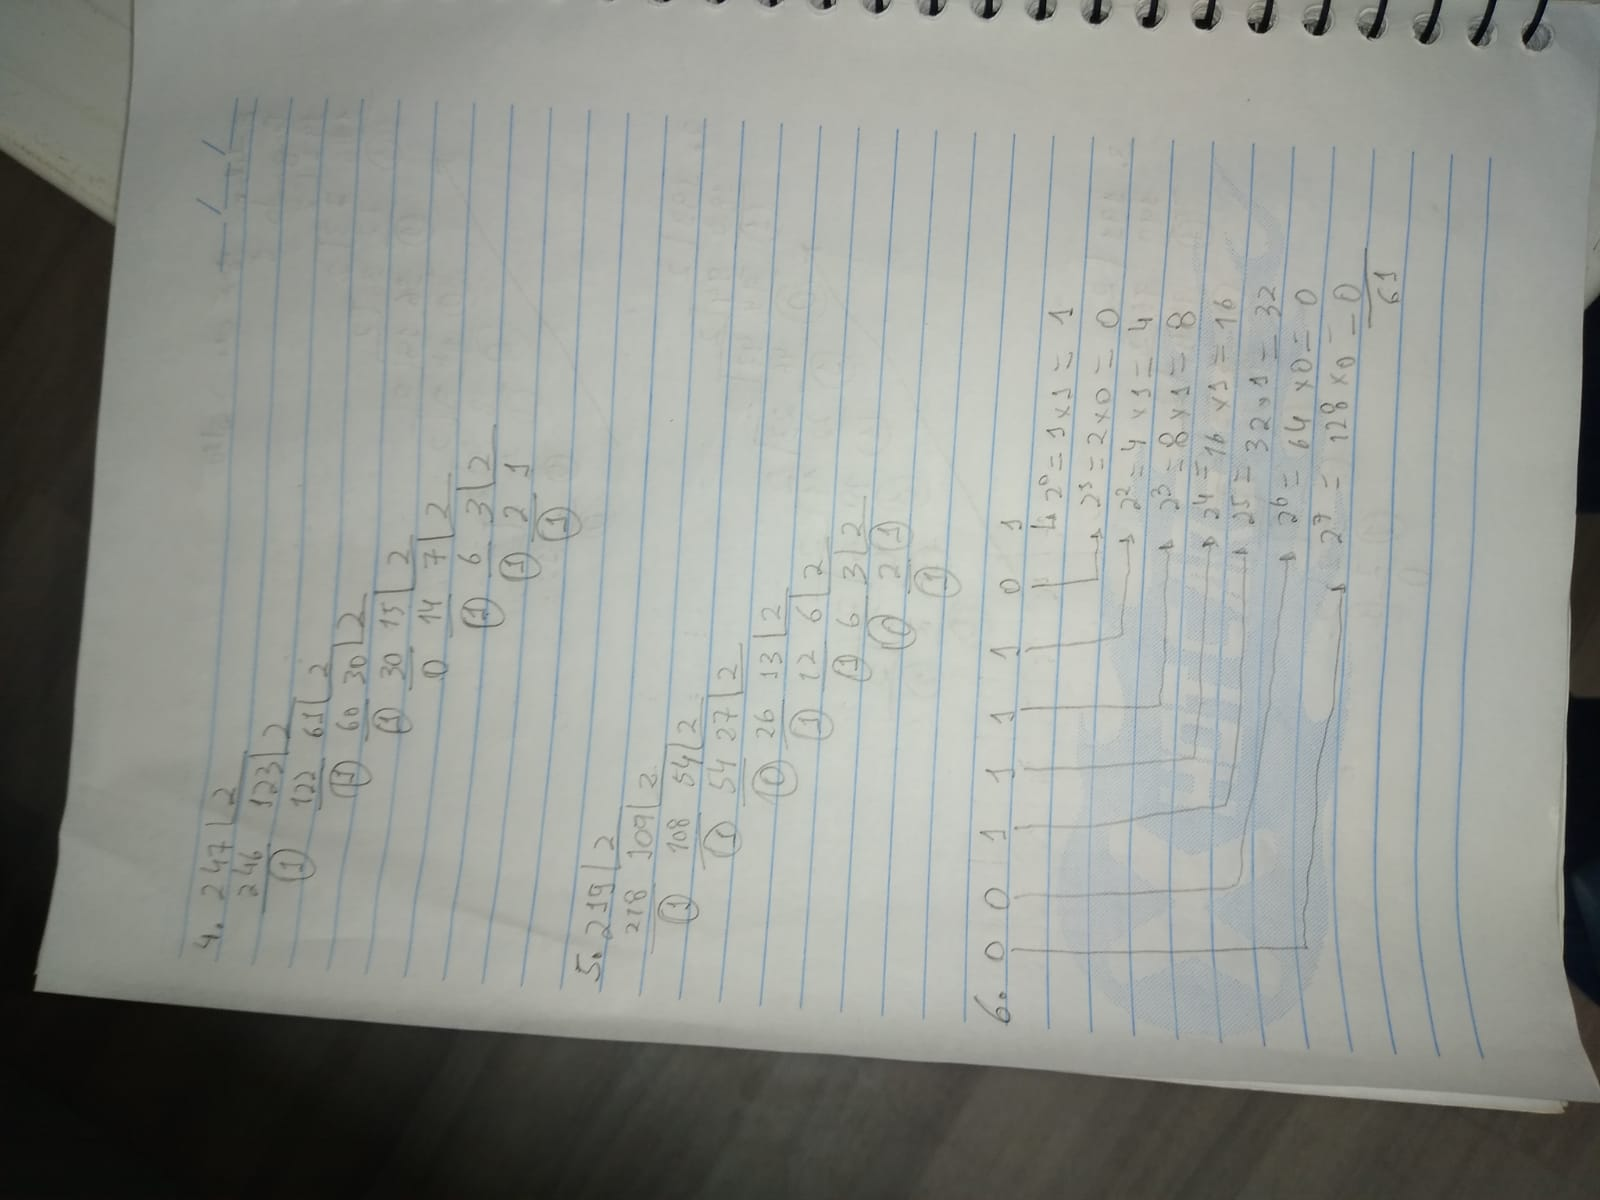 4. 247 | 2
246 123 | 2
(1) 122 61 | 2
(1) 60 30 | 2
(1) 30 15 | 2
0 14 7 | 2
(1) 6 3 | 2
(1) 2 1
(1)
5. 219 | 2
218 109 | 2
(1) 108 54 | 2
(1) 54 27 | 2
(0) 26 13 | 2
(1) 12 6 | 2
(1) 6 3 | 2
(0) 2 (1)
(1)
6. 0 0 1 1 1 1 0 1
↳ 2⁰ = 1 x 1 = 1
→ 2¹ = 2 x 0 = 0
→ 2² = 4 x 1 = 4
→ 2³ = 8 x 1 = 8
→ 2⁴ = 16 x 1 = 16
→ 2⁵ = 32 x 1 = 32
→ 2⁶ = 64 x 0 = 0
→ 2⁷ = 128 x 0 = 0
61